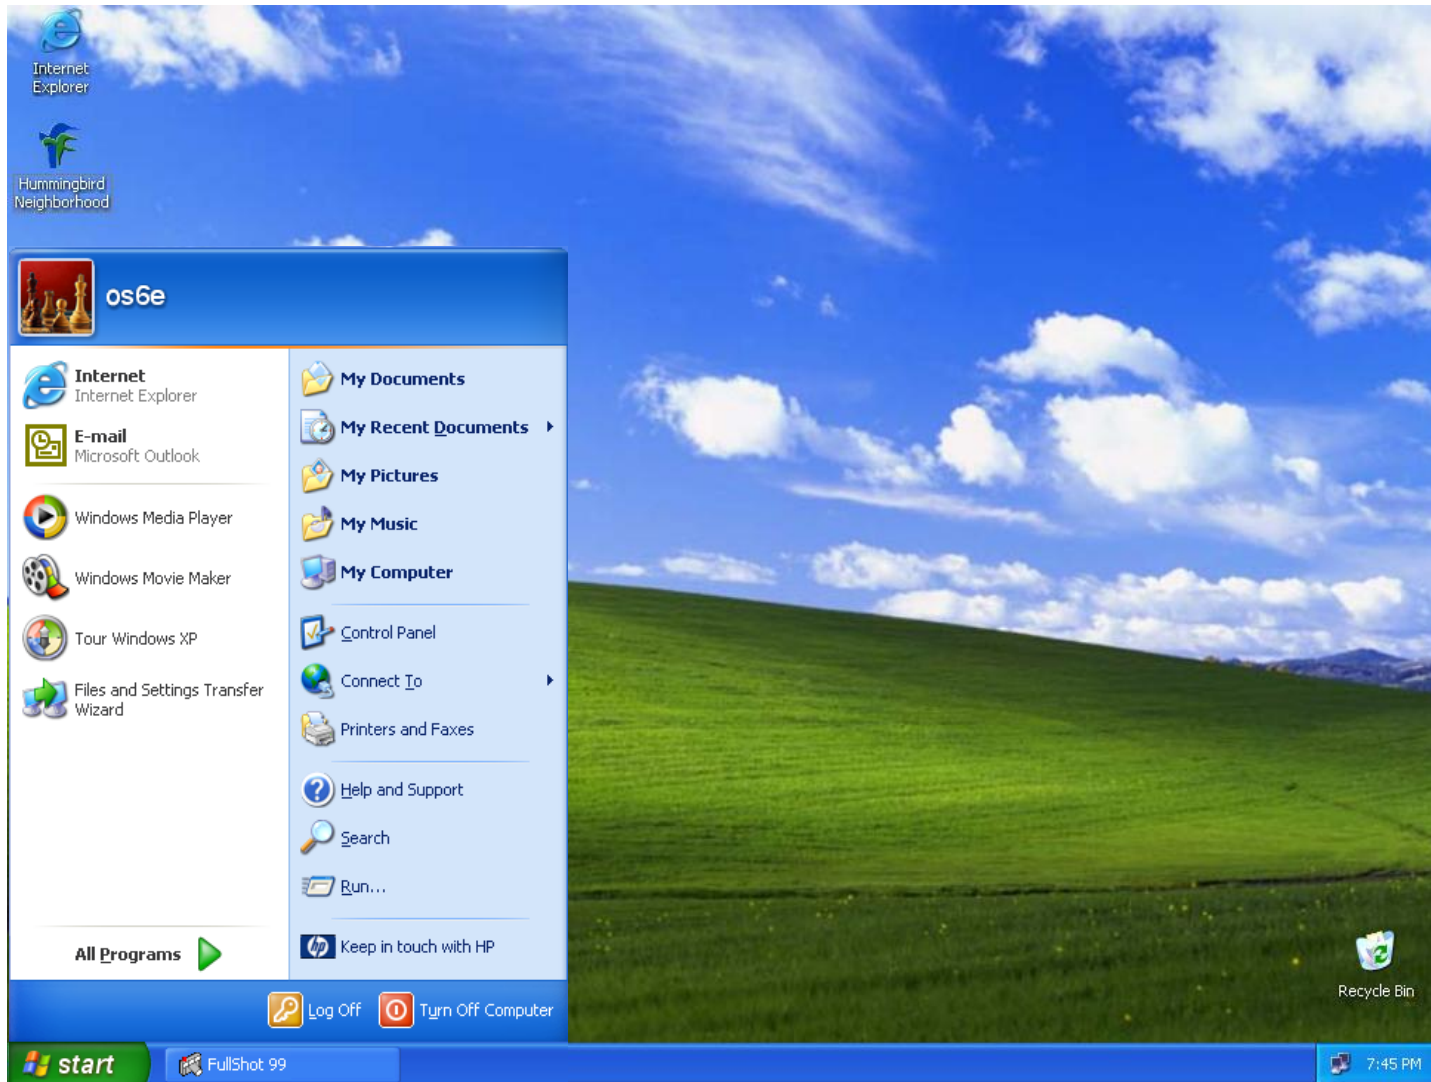 Internet
Explorer
Hummingbird
Neighborhood
os6e
Internet
Internet Explorer
E-mail
Microsoft Outlook
Windows Media Player
Windows Movie Maker
Tour Windows XP
Files and Settings Transfer
Wizard
All Programs
My Documents
My Recent Documents
My Pictures
My Music
My Computer
Control Panel
Connect To
Printers and Faxes
Help and Support
Search
Run...
hp
Keep in touch with HP
Log Off
Turn Off Computer
Recycle Bin
start
FullShot 99
7:45 PM